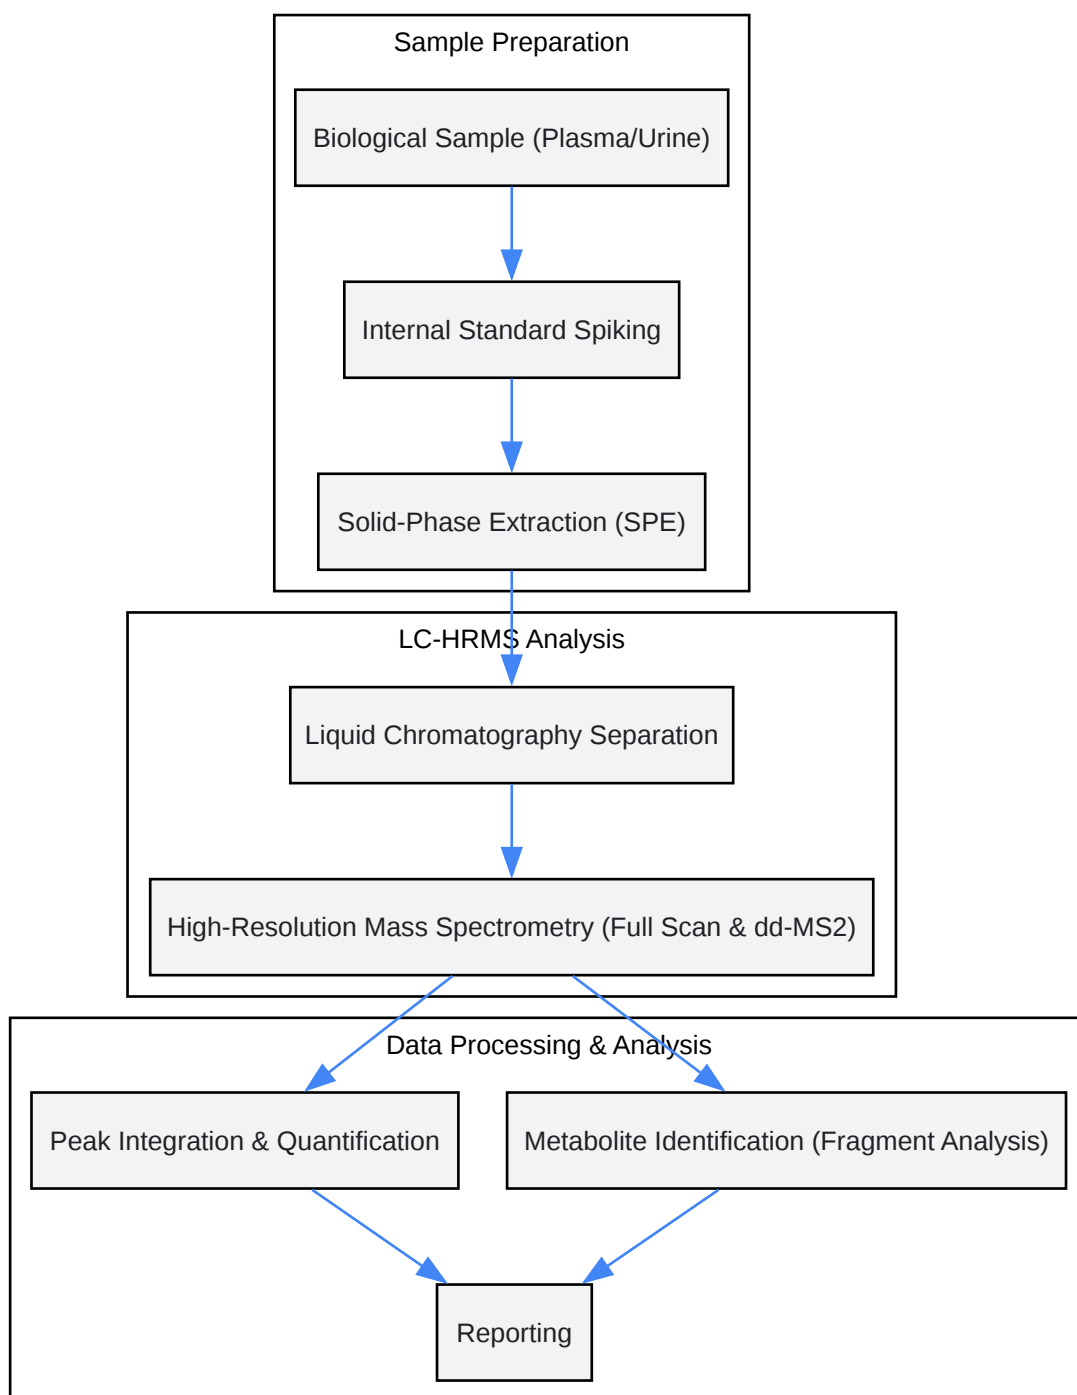 Sample Preparation
Biological Sample (Plasma/Urine)
Internal Standard Spiking
Solid-Phase Extraction (SPE)
LC-HRMS Analysis
Liquid Chromatography Separation
High-Resolution Mass Spectrometry (Full Scan & dd-MS2)
Data Processing & Analysis
Peak Integration & Quantification
Metabolite Identification (Fragment Analysis)
Reporting